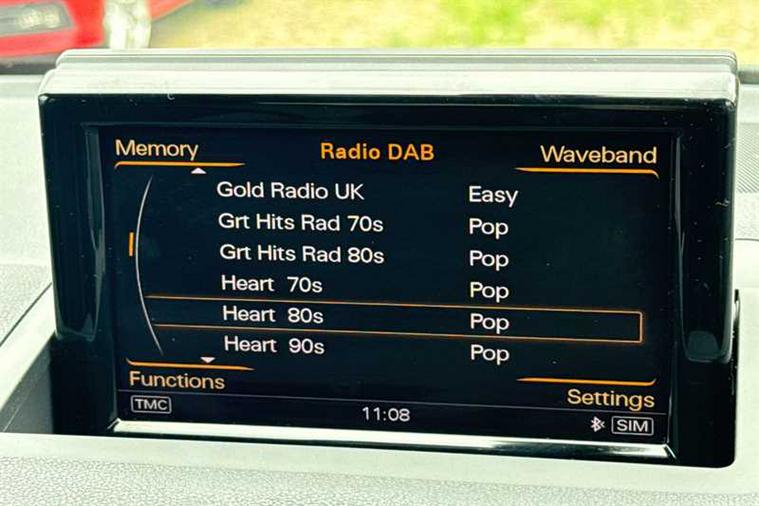 Memory Radio DAB Waveband
Gold Radio UK Easy
Grt Hits Rad 70s Pop
Grt Hits Rad 80s Pop
Heart 70s Pop
Heart 80s Pop
Heart 90s Pop
Functions Settings
TMC 11:08 SIM